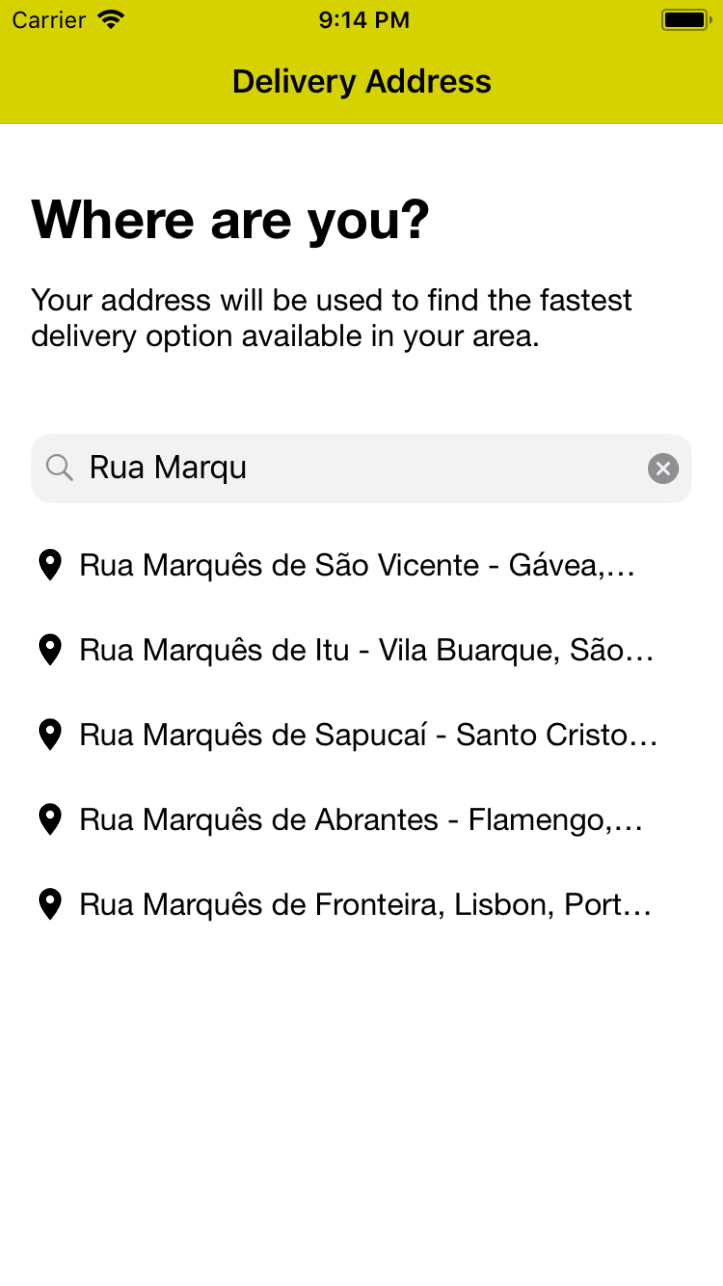 Carrier 9:14 PM
Delivery Address
Where are you?
Your address will be used to find the fastest
delivery option available in your area.
Rua Marqu
Rua Marquês de São Vicente - Gávea,…
Rua Marquês de Itu - Vila Buarque, São…
Rua Marquês de Sapucaí - Santo Cristo…
Rua Marquês de Abrantes - Flamengo,…
Rua Marquês de Fronteira, Lisbon, Port…